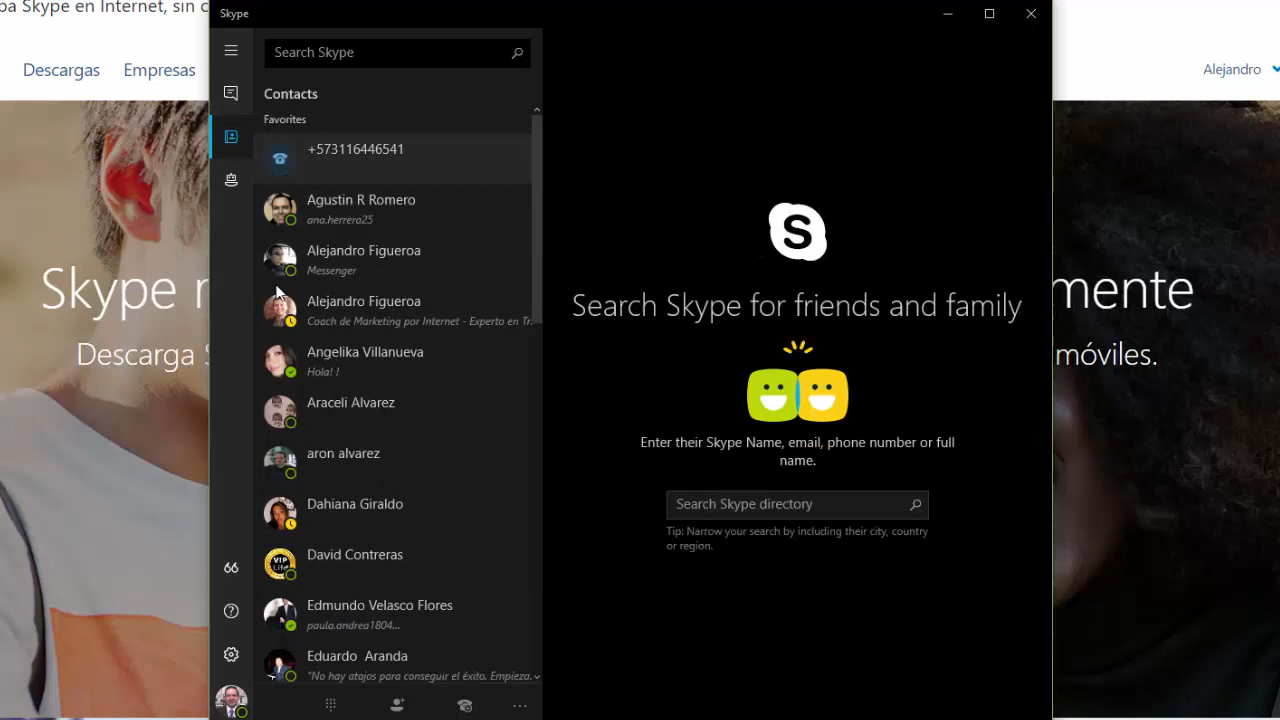 pa Skype en Internet, sin c
Descargas
Empresas
Alejandro
Skype r
mente
Descarga S
móviles.
Skype
Search Skype
Contacts
Favorites
+573116446541
Agustin R Romero
ana.herrera25
Alejandro Figueroa
Messenger
Alejandro Figueroa
Coach de Marketing por Internet - Experto en Tr
Angelika Villanueva
Hola! !
Araceli Alvarez
aron alvarez
Dahiana Giraldo
David Contreras
VIP
Life
Edmundo Velasco Flores
paula.andrea1804...
Eduardo Aranda
"No hay atajos para conseguir el éxito. Empieza.
66
S
Search Skype for friends and family
Enter their Skype Name, email, phone number or full
name.
Search Skype directory
Tip: Narrow your search by including their city, country
or region.